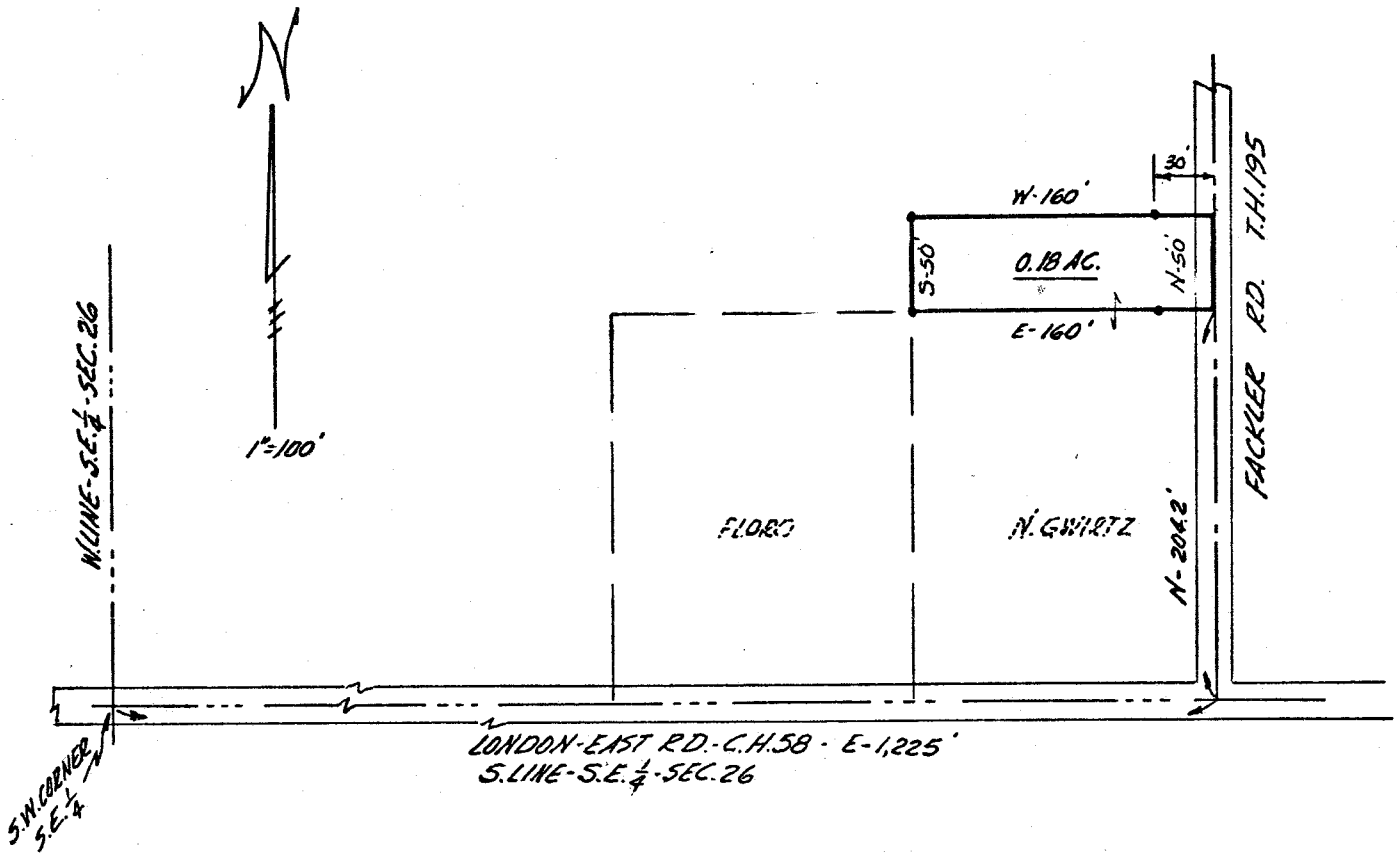 N
30'
W-160'
FACKLER RD. T.H.195
S-50'
0.18 AC.
N-50'
E-160'
W.LINE-S.E.¼-SEC.26
1"=100'
FLORO
N. GWIRTZ
N-204.2'
LONDON-EAST RD.-C.H.58 - E-1,225'
S.LINE-S.E.¼-SEC.26
S.W.CORNER
S.E.¼